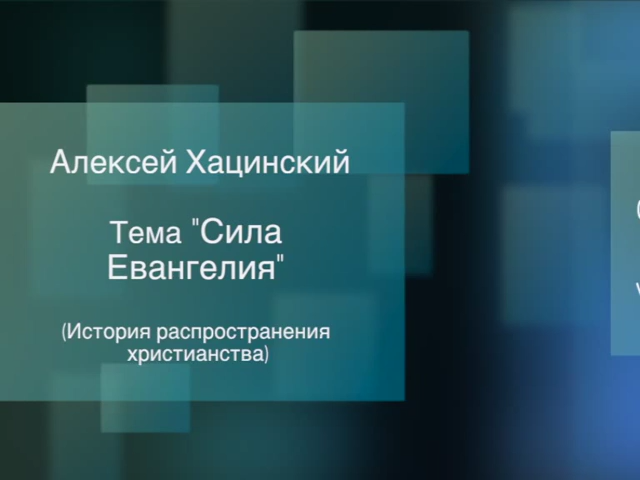 Алексей Хацинский
Тема "Сила
Евангелия"
(История распространения
христианства)